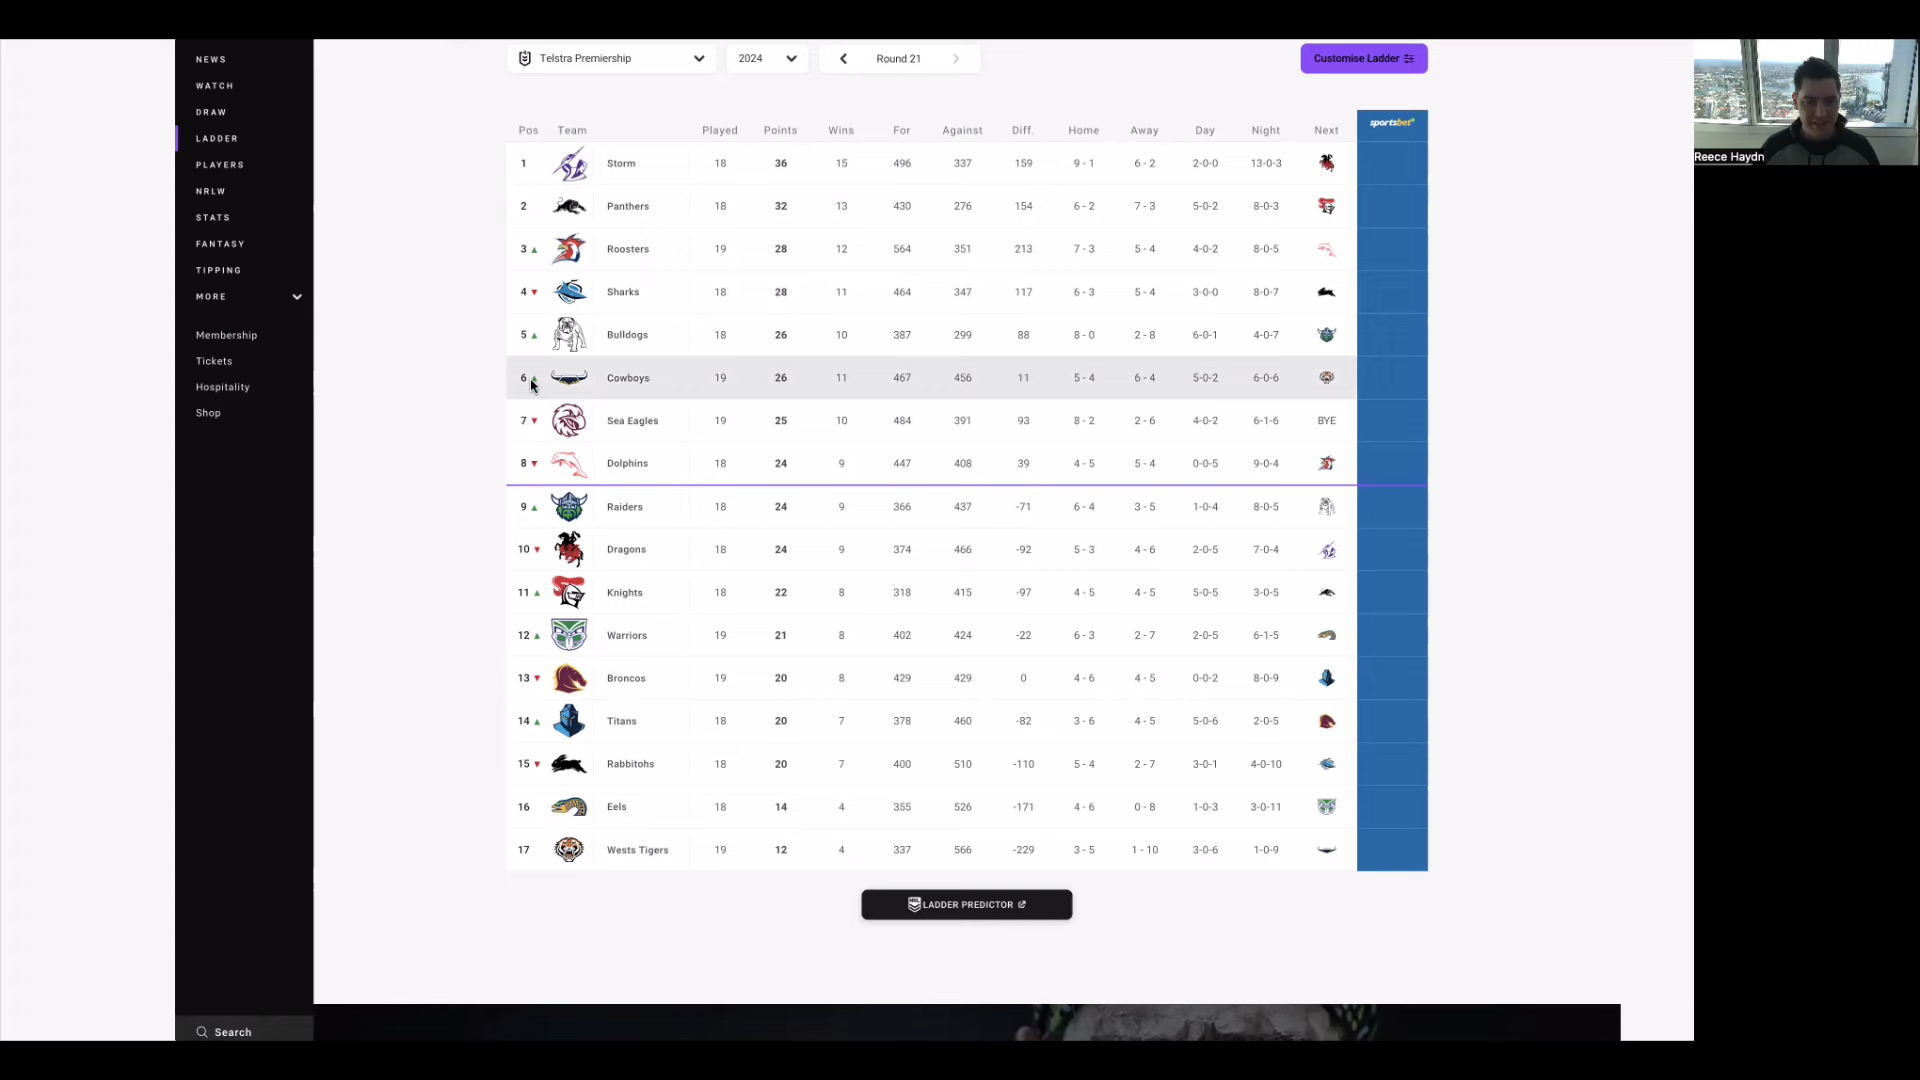 NEWS
WATCH
DRAW
LADDER
PLAYERS
NRLW
STATS
FANTASY
TIPPING
MORE
Membership
Tickets
Hospitality
Shop
Search
Telstra Premiership 2024 Round 21 Customise Ladder
Pos Team Played Points Wins For Against Diff. Home Away Day Night Next sportsbet
1 Storm 18 36 15 496 337 159 9 - 1 6 - 2 2-0-0 13-0-3
2 Panthers 18 32 13 430 276 154 6 - 2 7 - 3 5-0-2 8-0-3
3 Roosters 19 28 12 564 351 213 7 - 3 5 - 4 4-0-2 8-0-5
4 Sharks 18 28 11 464 347 117 6 - 3 5 - 4 3-0-0 8-0-7
5 Bulldogs 18 26 10 387 299 88 8 - 0 2 - 8 6-0-1 4-0-7
6 Cowboys 19 26 11 467 456 11 5 - 4 6 - 4 5-0-2 6-0-6
7 Sea Eagles 19 25 10 484 391 93 8 - 2 2 - 6 4-0-2 6-1-6 BYE
8 Dolphins 18 24 9 447 408 39 4 - 5 5 - 4 0-0-5 9-0-4
9 Raiders 18 24 9 366 437 -71 6 - 4 3 - 5 1-0-4 8-0-5
10 Dragons 18 24 9 374 466 -92 5 - 3 4 - 6 2-0-5 7-0-4
11 Knights 18 22 8 318 415 -97 4 - 5 4 - 5 5-0-5 3-0-5
12 Warriors 19 21 8 402 424 -22 6 - 3 2 - 7 2-0-5 6-1-5
13 Broncos 19 20 8 429 429 0 4 - 6 4 - 5 0-0-2 8-0-9
14 Titans 18 20 7 378 460 -82 3 - 6 4 - 5 5-0-6 2-0-5
15 Rabbitohs 18 20 7 400 510 -110 5 - 4 2 - 7 3-0-1 4-0-10
16 Eels 18 14 4 355 526 -171 4 - 6 0 - 8 1-0-3 3-0-11
17 Wests Tigers 19 12 4 337 566 -229 3 - 5 1 - 10 3-0-6 1-0-9
LADDER PREDICTOR
Reece Haydn